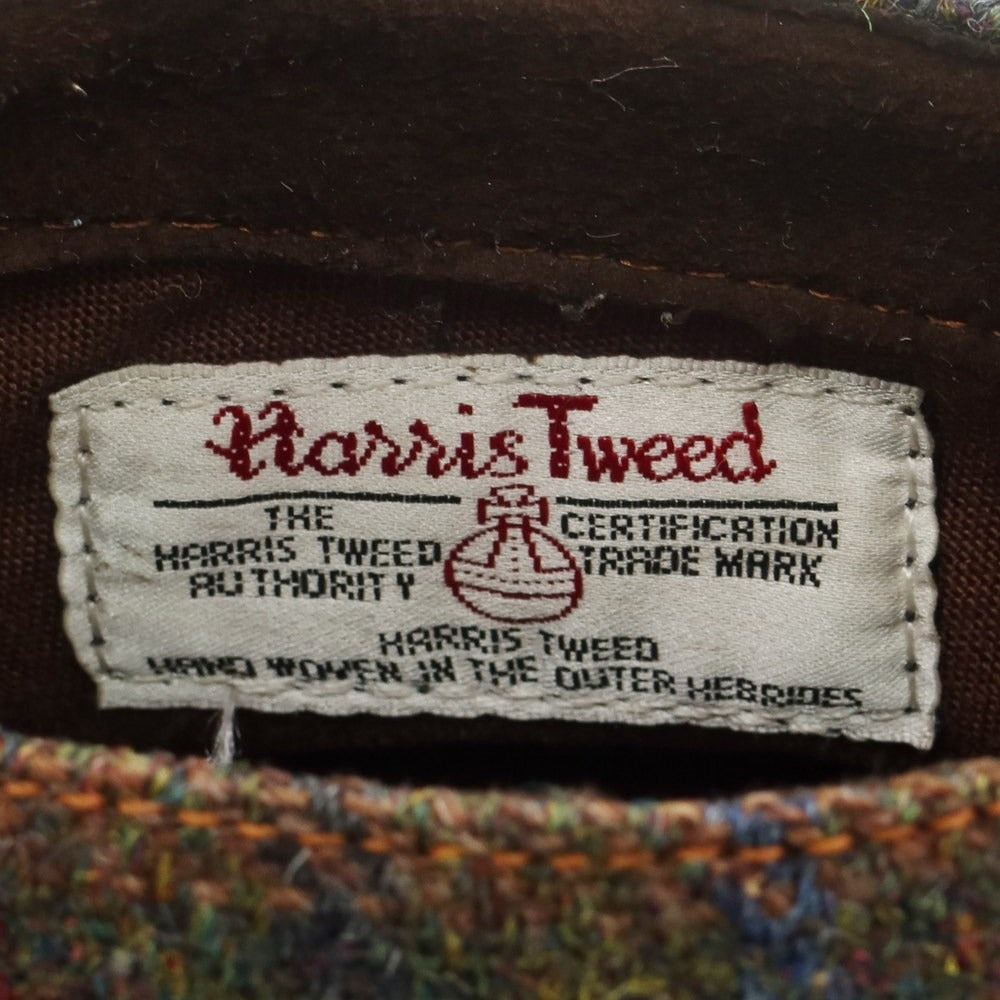 Harris Tweed
THE
HARRIS TWEED
AUTHORITY
CERTIFICATION
TRADE MARK
HARRIS TWEED
HAND WOVEN IN THE OUTER HEBRIDES